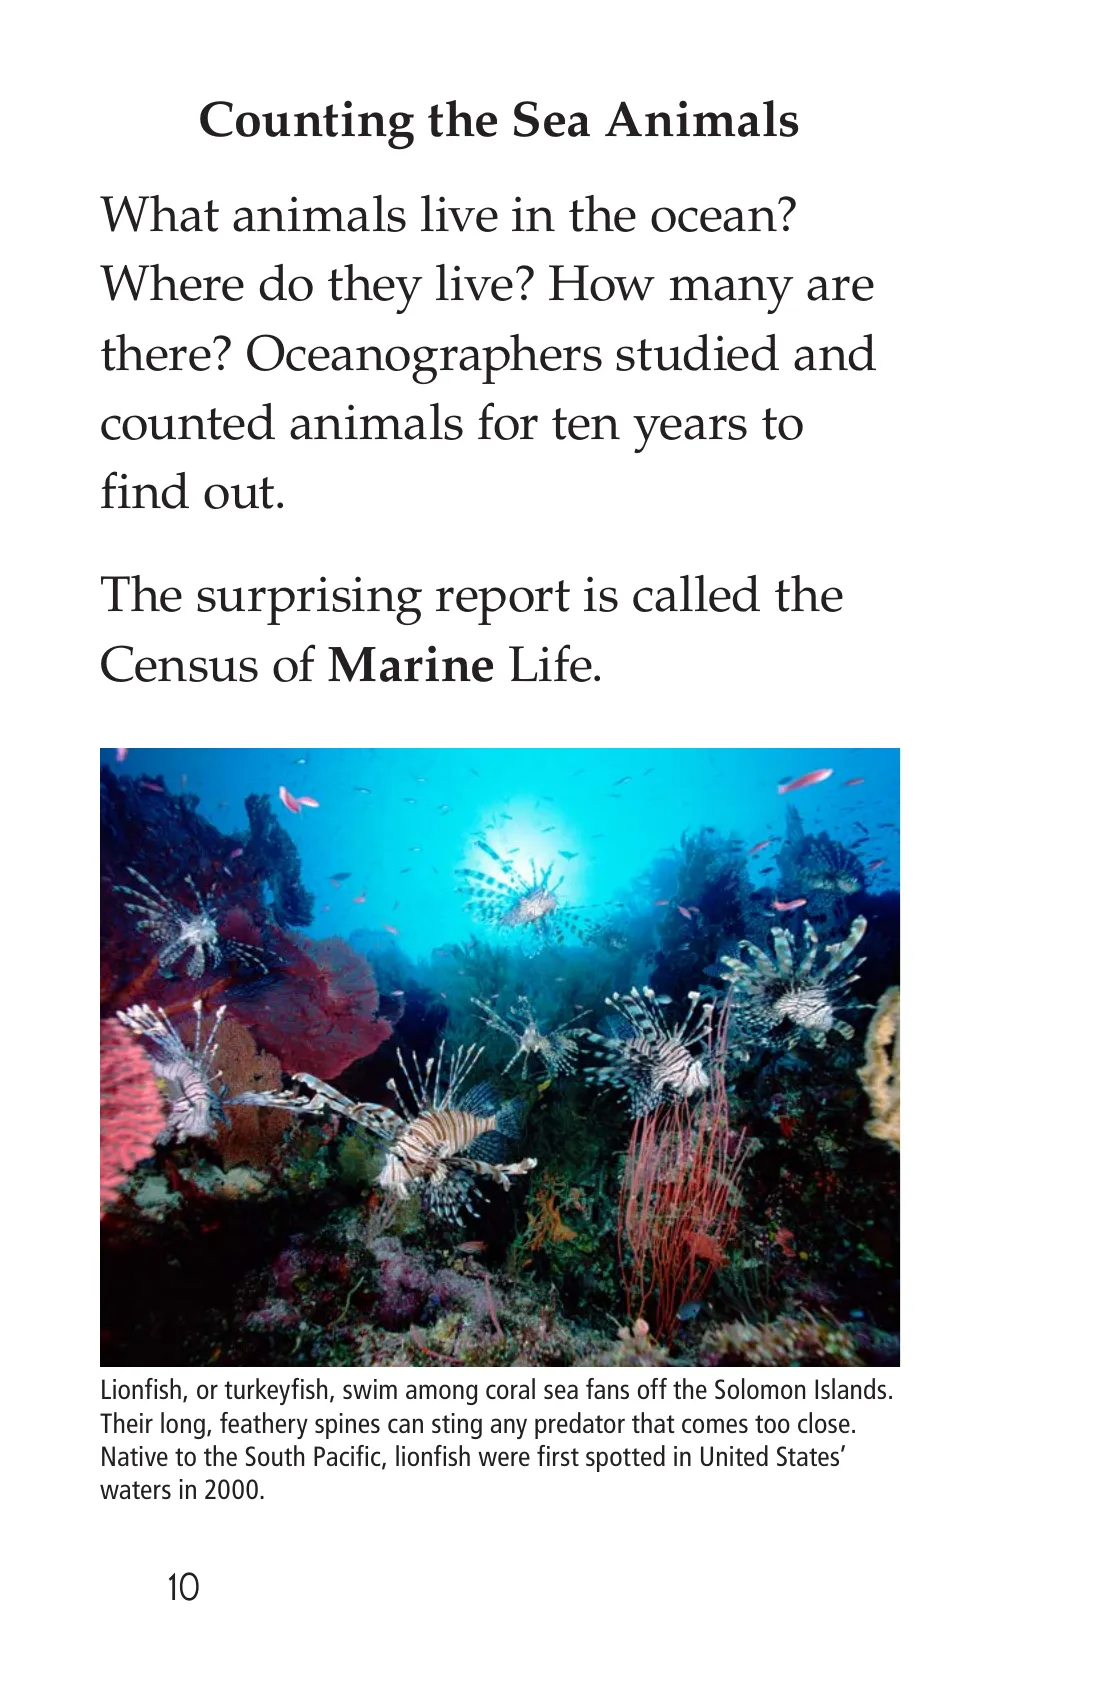 Counting the Sea Animals
What animals live in the ocean?
Where do they live? How many are
there? Oceanographers studied and
counted animals for ten years to
find out.
The surprising report is called the
Census of Marine Life.
Lionfish, or turkeyfish, swim among coral sea fans off the Solomon Islands.
Their long, feathery spines can sting any predator that comes too close.
Native to the South Pacific, lionfish were first spotted in United States’
waters in 2000.
10